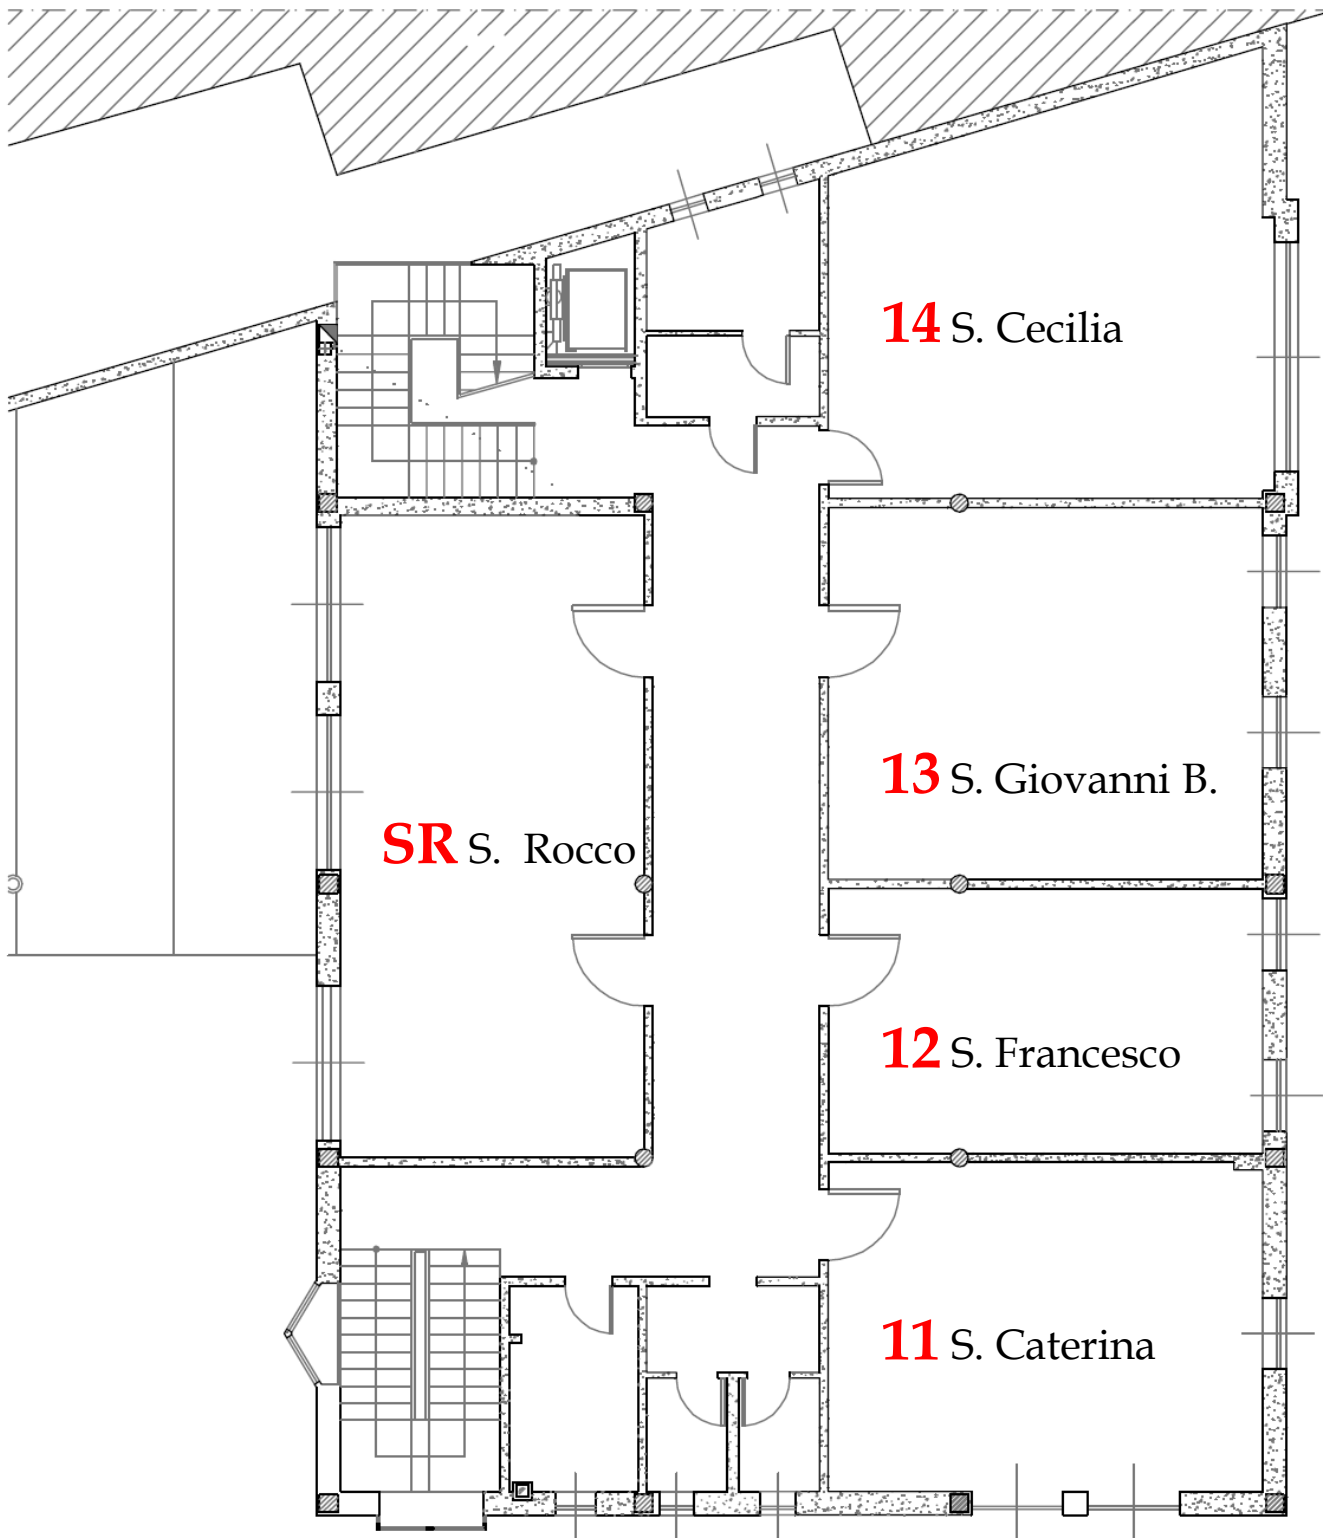 14 S. Cecilia
13 S. Giovanni B.
SR S. Rocco
12 S. Francesco
11 S. Caterina